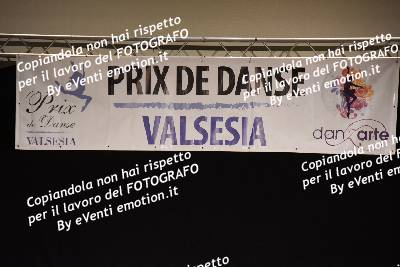 PRIX DE DANSE
VALSESIA
Prix
de Danse
VALSESIA
danzarte
Copiandola non hai rispetto
per il lavoro del FOTOGRAFO
By eVenti emotion.it
Copiandola non hai rispetto
per il lavoro del FOTOGRAFO
By eVenti emotion.it
Copiandola non hai rispetto
per il lavoro del FOTOGRAFO
By eVenti emotion.it
Copiandola non hai rispetto
per il lavoro del FOTOGRAFO
By eVenti emotion.it
rispetto